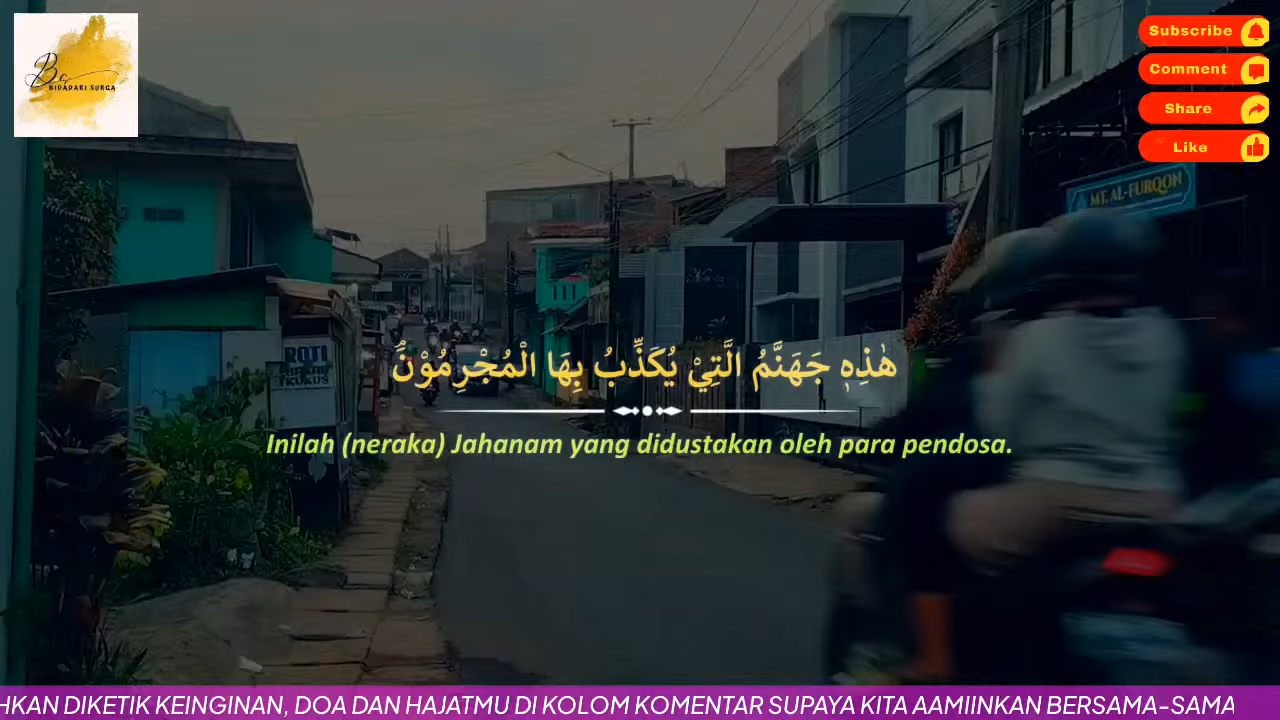 Bs
BIDADARI SURGA
Subscribe
Comment
Share
Like
MT. AL-FURQON
ROTI
KUKUS
هٰذِهٖ جَهَنَّمُ الَّتِيْ يُكَذِّبُ بِهَا الْمُجْرِمُوْنَۘ
Inilah (neraka) Jahanam yang didustakan oleh para pendosa.
HKAN DIKETIK KEINGINAN, DOA DAN HAJATMU DI KOLOM KOMENTAR SUPAYA KITA AAMIINKAN BERSAMA-SAMA